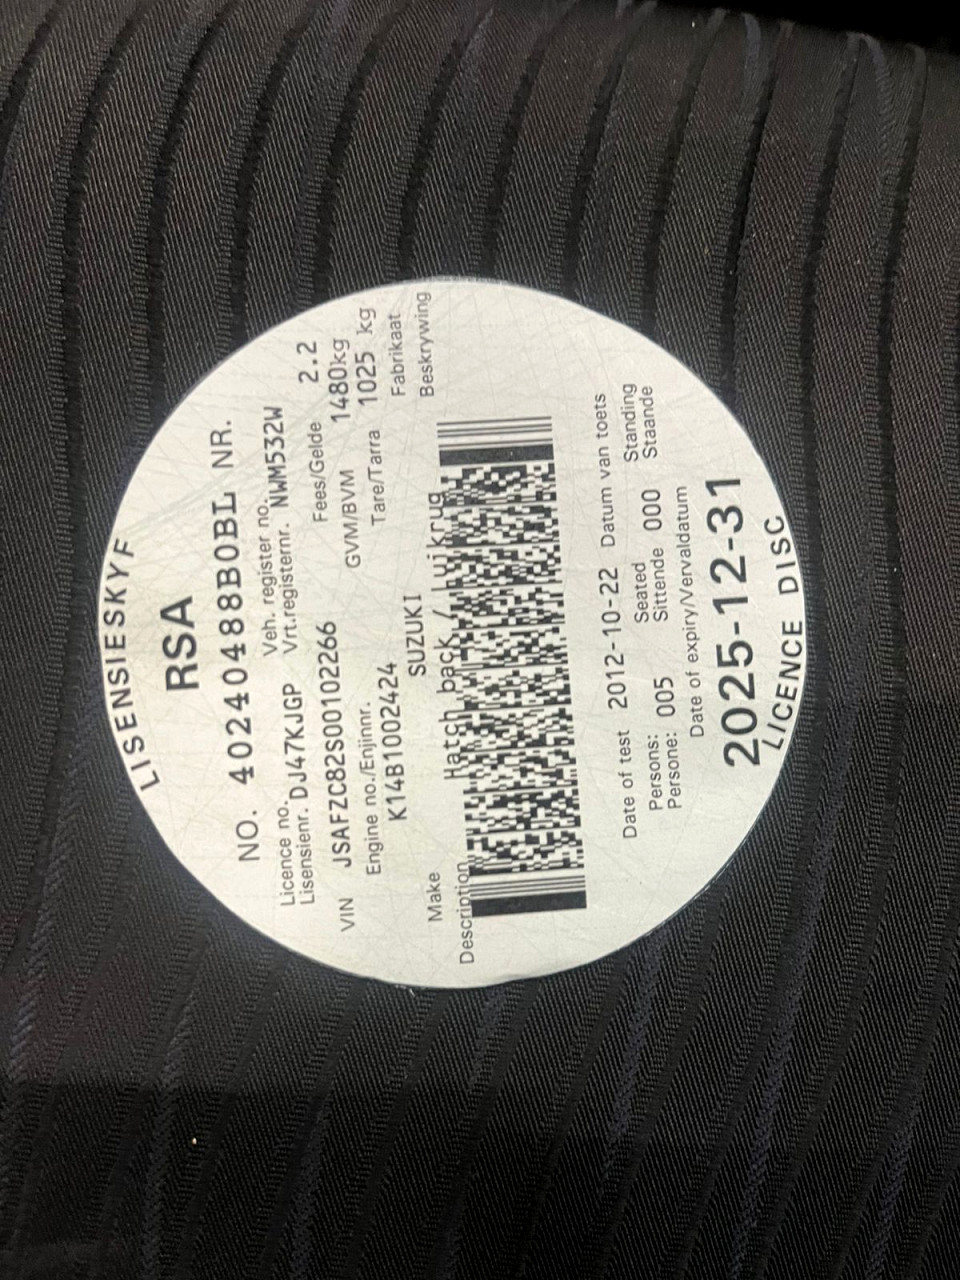 LISENSIESKYF
RSA
NO. 40240488B0BL NR.
Licence no. Veh. register no.
Lisensienr. DJ47KJGP Vrt.registernr. NWM532W
VIN JSAFZC82S00102266 Fees/Gelde 2.2
GVM/BVM 1480kg
Engine no./Enjinnr. Tare/Tarra 1025 kg
K14B1002424 Fabrikaat
Make SUZUKI Beskrywing
Description Hatch back / Luikrug
Date of test 2012-10-22 Datum van toets
Persons: Seated Standing
Persone: 005 Sittende 000 Staande
Date of expiry/Vervaldatum
2025-12-31
LICENCE DISC